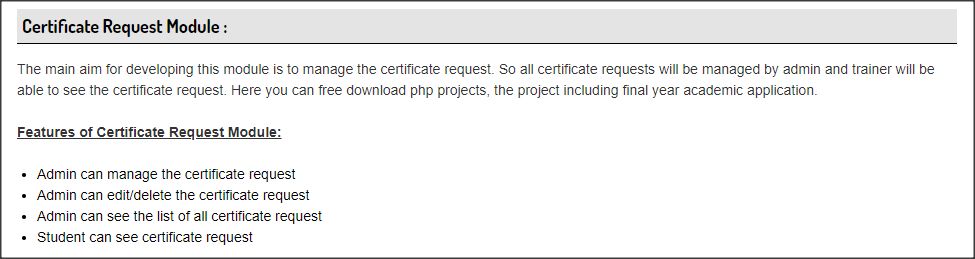 Certificate Request Module :
The main aim for developing this module is to manage the certificate request. So all certificate requests will be managed by admin and trainer will be
able to see the certificate request. Here you can free download php projects, the project including final year academic application.
Features of Certificate Request Module:
• Admin can manage the certificate request
• Admin can edit/delete the certificate request
• Admin can see the list of all certificate request
• Student can see certificate request